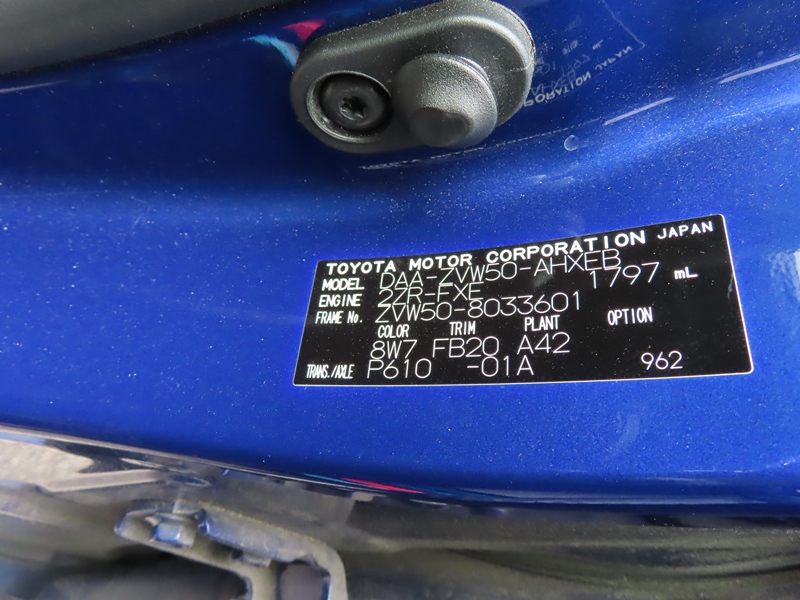 TOYOTA MOTOR CORPORATION JAPAN
MODEL DAA-ZVW50-AHXEB
ENGINE 2ZR-FXE 1797 mL
FRAME No. ZVW50-8033601
COLOR TRIM PLANT OPTION
8W7 FB20 A42
TRANS./AXLE P610 -01A 962